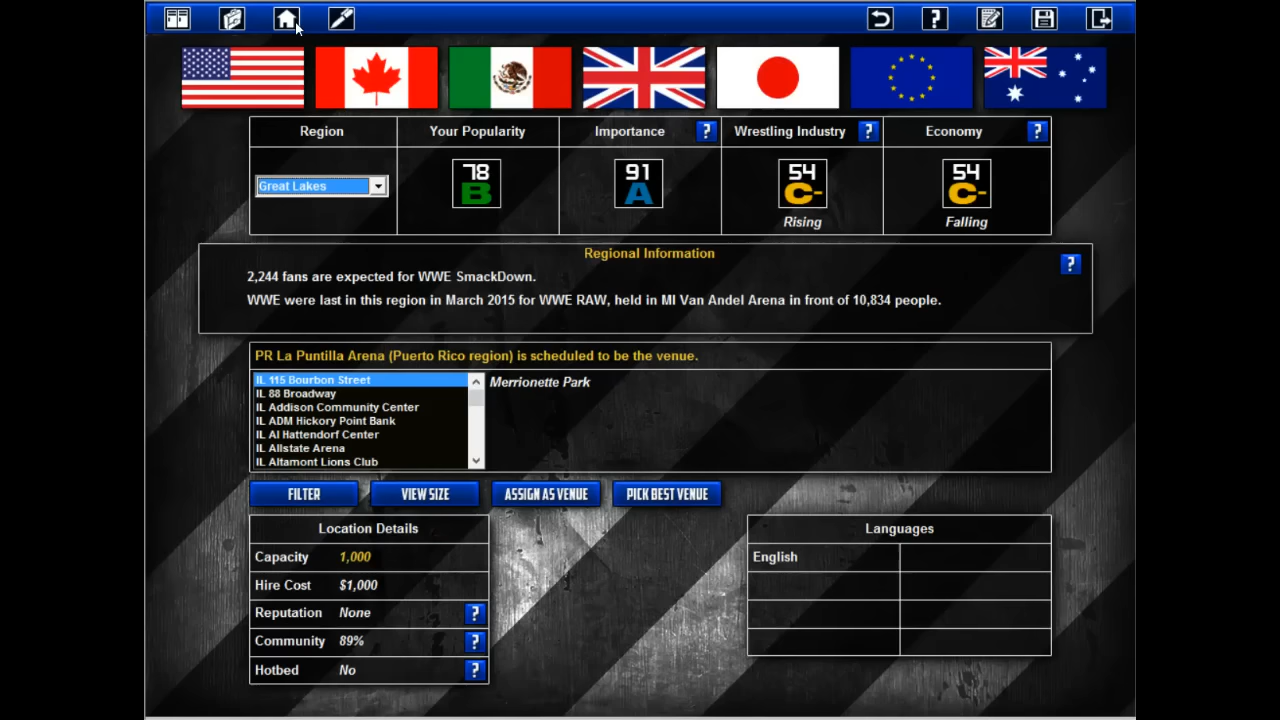 Region
Your Popularity
Importance
?
Wrestling Industry
?
Economy
?
Great Lakes
78
B
91
A
54
C-
54
C-
Rising
Falling
Regional Information
?
2,244 fans are expected for WWE SmackDown.
WWE were last in this region in March 2015 for WWE RAW, held in MI Van Andel Arena in front of 10,834 people.
PR La Puntilla Arena (Puerto Rico region) is scheduled to be the venue.
IL 115 Bourbon Street
IL 88 Broadway
IL Addison Community Center
IL ADM Hickory Point Bank
IL Al Hattendorf Center
IL Allstate Arena
IL Altamont Lions Club
Merrionette Park
FILTER
VIEW SIZE
ASSIGN AS VENUE
PICK BEST VENUE
Location Details
Capacity 1,000
Hire Cost $1,000
Reputation None ?
Community 89% ?
Hotbed No ?
Languages
English